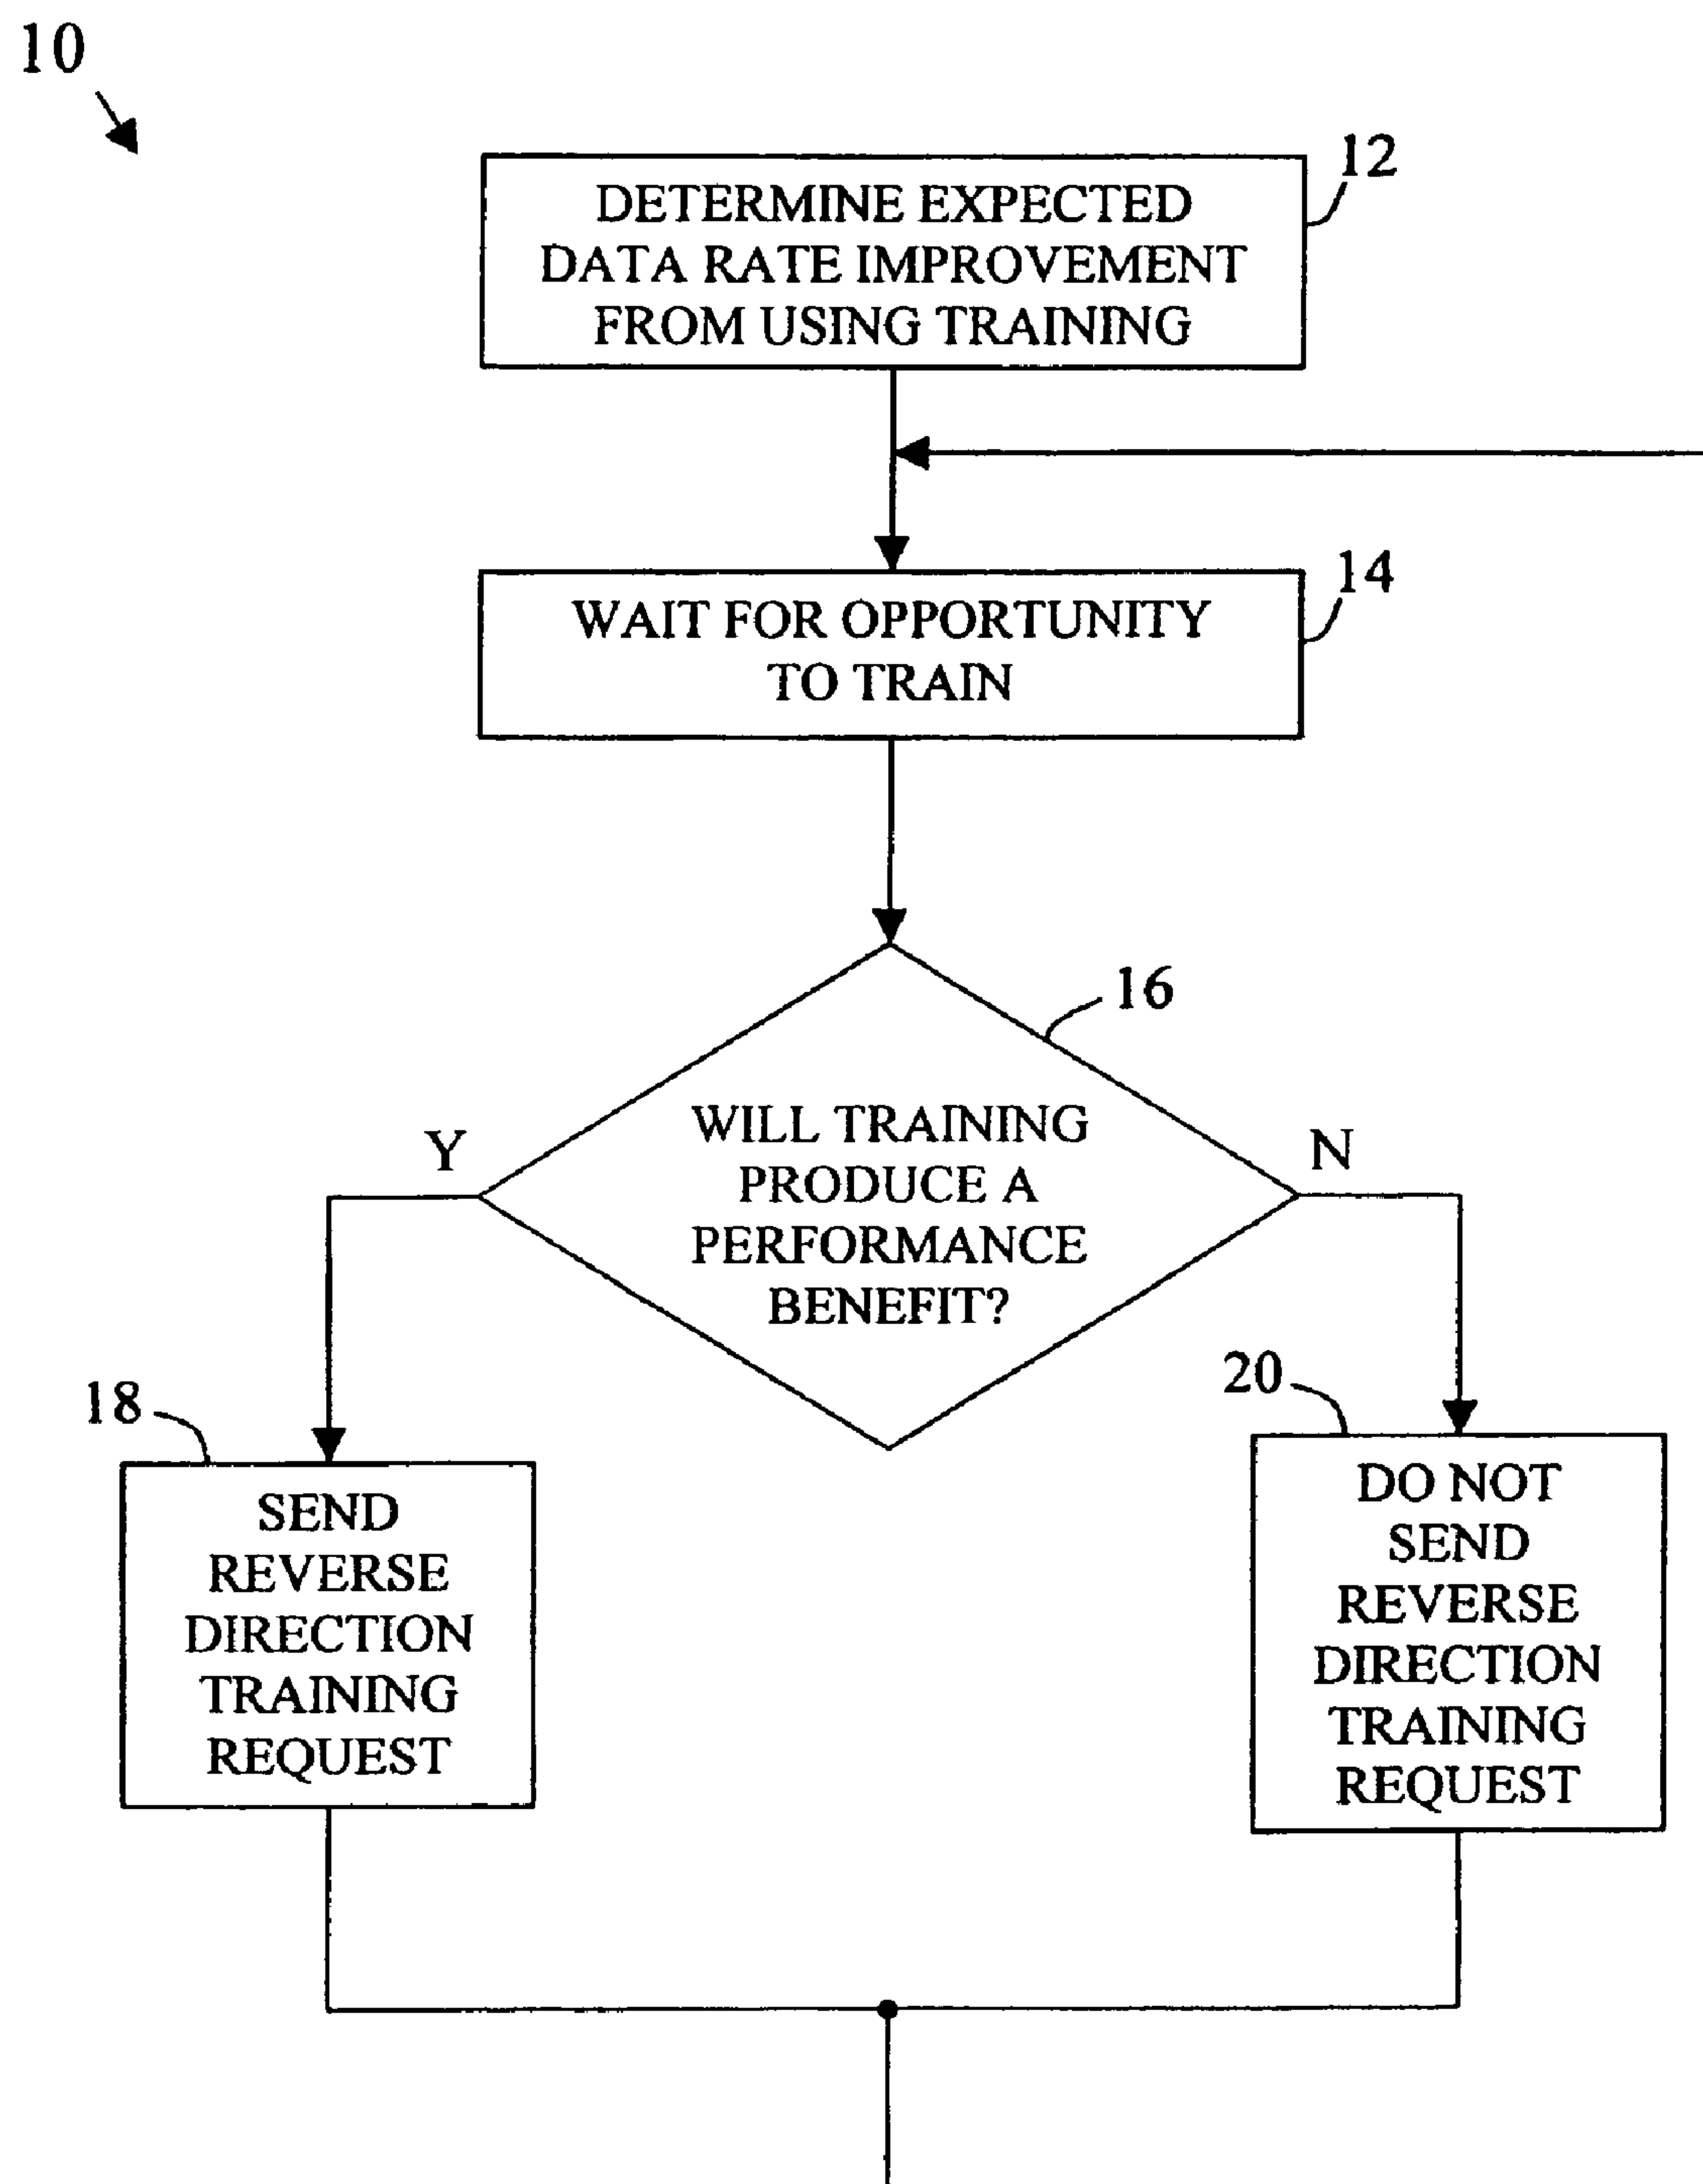 10
12
DETERMINE EXPECTED
DATA RATE IMPROVEMENT
FROM USING TRAINING
14
WAIT FOR OPPORTUNITY
TO TRAIN
16
WILL TRAINING
PRODUCE A
PERFORMANCE
BENEFIT?
Y
N
18
SEND
REVERSE
DIRECTION
TRAINING
REQUEST
20
DO NOT
SEND
REVERSE
DIRECTION
TRAINING
REQUEST